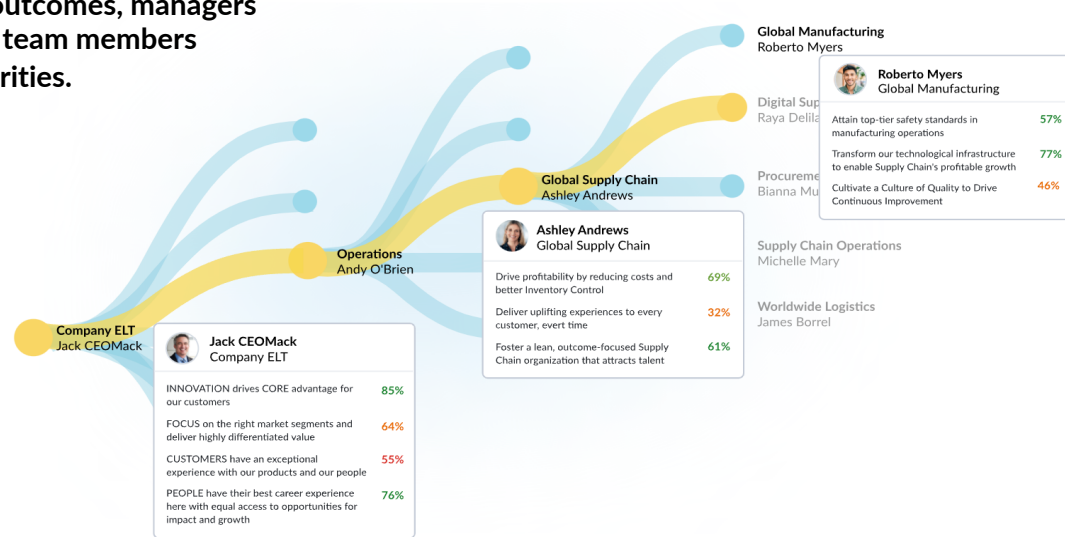 outcomes, managers
team members
Global Manufacturing
Roberto Myers
Roberto Myers
Global Manufacturing
Attain top-tier safety standards in
manufacturing operations
57%
Transform our technological infrastructure
to enable Supply Chain's profitable growth
77%
Cultivate a Culture of Quality to Drive
Continuous Improvement
46%
Digital
Raya
Global Supply Chain
Ashley Andrews
Bianna
Ashley Andrews
Global Supply Chain
Drive profitability by reducing costs and
better Inventory Control
69%
Deliver uplifting experiences to every
customer, evert time
32%
Foster a lean, outcome-focused Supply
Chain organization that attracts talent
61%
Supply Chain Operations
Michelle Mary
Worldwide Logistics
James Borrel
Operations
Andy O'Brien
Company ELT
Jack CEOMack
Jack CEOMack
Company ELT
INNOVATION drives CORE advantage for
our customers
85%
FOCUS on the right market segments and
deliver highly differentiated value
64%
CUSTOMERS have an exceptional
experience with our products and our people
55%
PEOPLE have their best career experience
here with equal access to opportunities for
impact and growth
76%